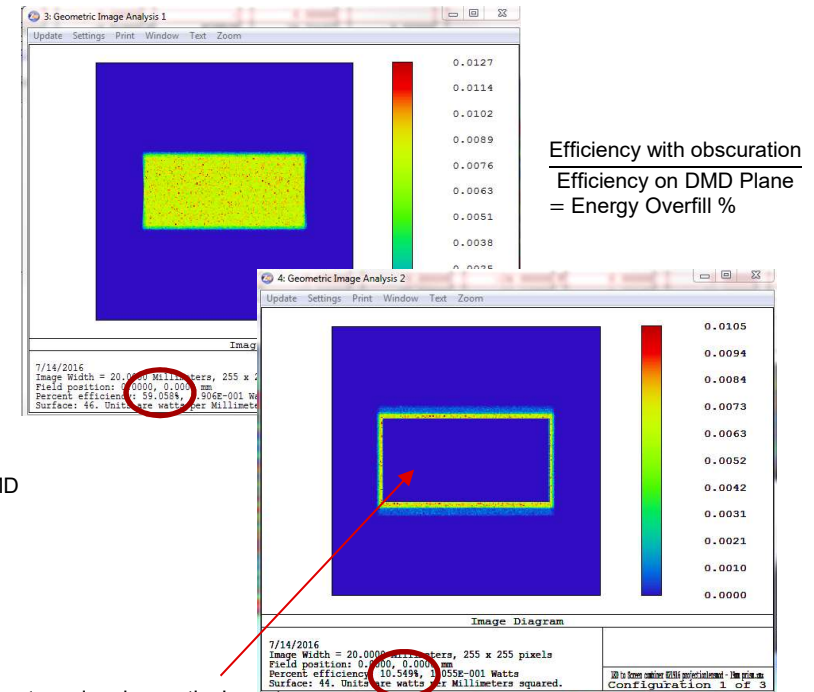 3: Geometric Image Analysis 1
Update Settings Print Window Text Zoom
0.0127
0.0114
0.0102
0.0089
0.0076
0.0063
0.0051
0.0038
7/14/2016
Image Width = 20.0000 Millimeters, 255 x
Field position: 0.0000, 0.0000 mm
Percent efficiency: 59.058%,
Surface: 46. Units are watts per
Efficiency with obscuration
Efficiency on DMD Plane
= Energy Overfill %
4: Geometric Image Analysis 2
Update Settings Print Window Text Zoom
0.0105
0.0094
0.0084
0.0073
0.0063
0.0052
0.0042
0.0031
0.0021
0.0010
0.0000
Image Diagram
7/14/2016
Image Width = 20.0000 Millimeters, 255 x 255 pixels
Field position: 0.0000, 0.0000 mm
Percent efficiency: 10.549%, 1.055E-001 Watts
Surface: 44. Units are watts per Millimeters squared.
Configuration 1 of 3